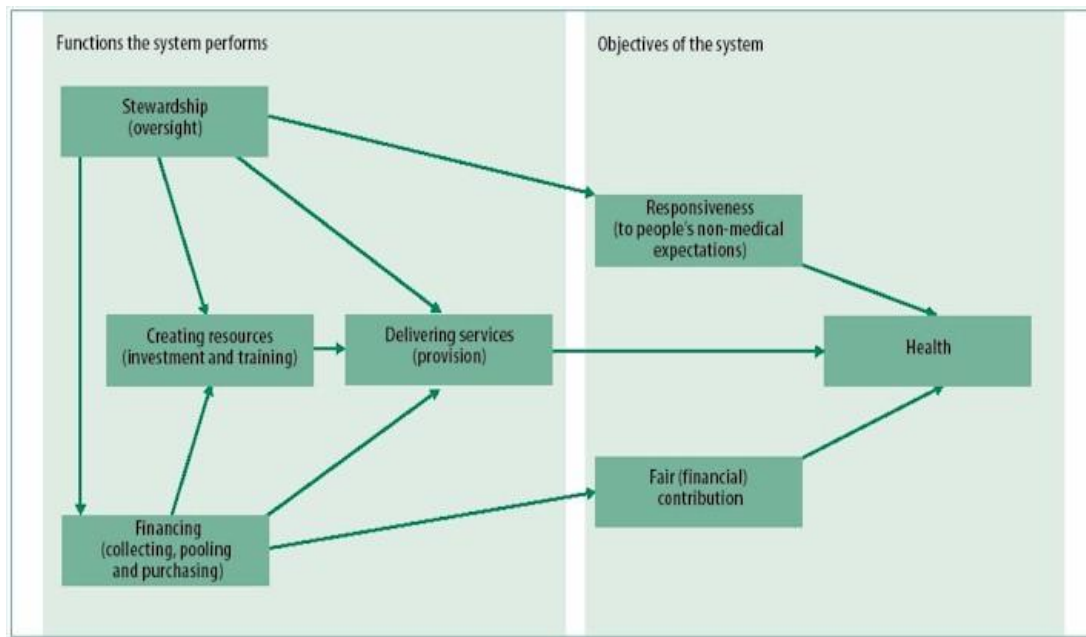 Functions the system performs
Objectives of the system
Stewardship
(oversight)
Responsiveness
(to people's non-medical
expectations)
Creating resources
(investment and training)
Delivering services
(provision)
Health
Fair (financial)
contribution
Financing
(collecting, pooling
and purchasing)